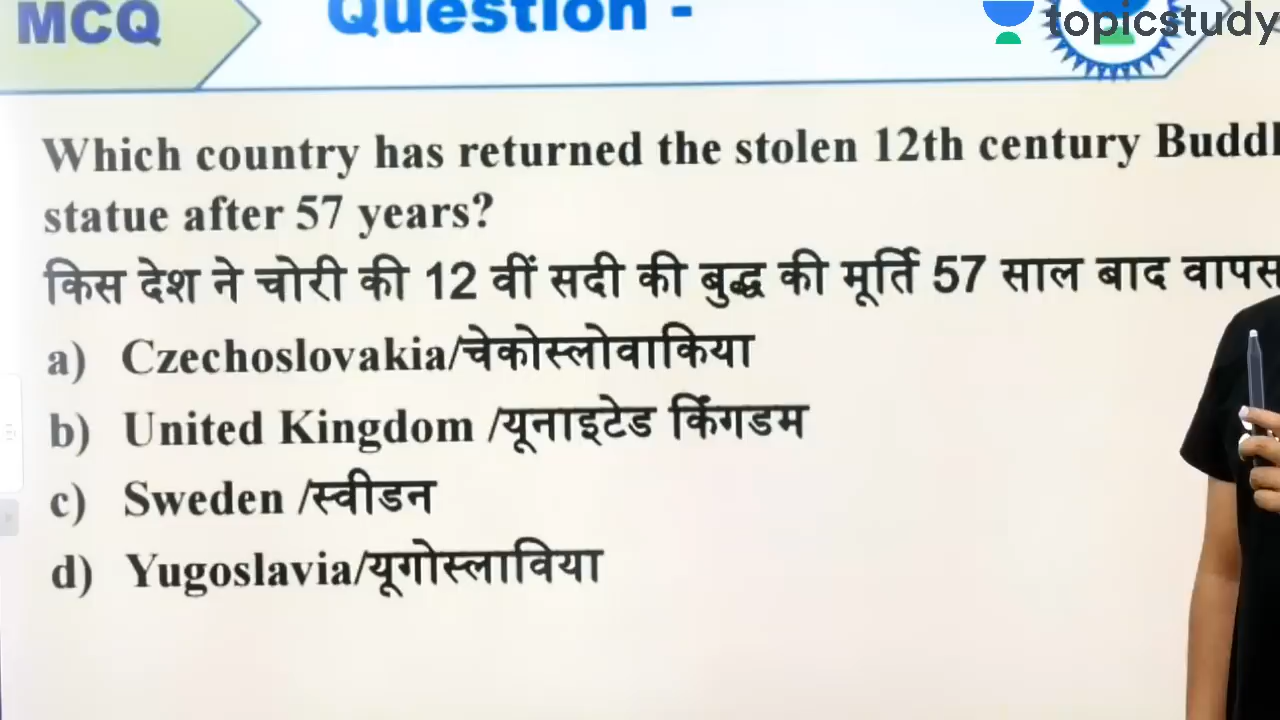 MCQ
Question -
topicstudy
Which country has returned the stolen 12th century
statue after 57 years?
किस देश ने चोरी की 12 वीं सदी की बुद्ध की मूर्ति 57 साल बाद वापस
a) Czechoslovakia/चेकोस्लोवाकिया
b) United Kingdom /यूनाइटेड किंगडम
c) Sweden /स्वीडन
d) Yugoslavia/यूगोस्लाविया